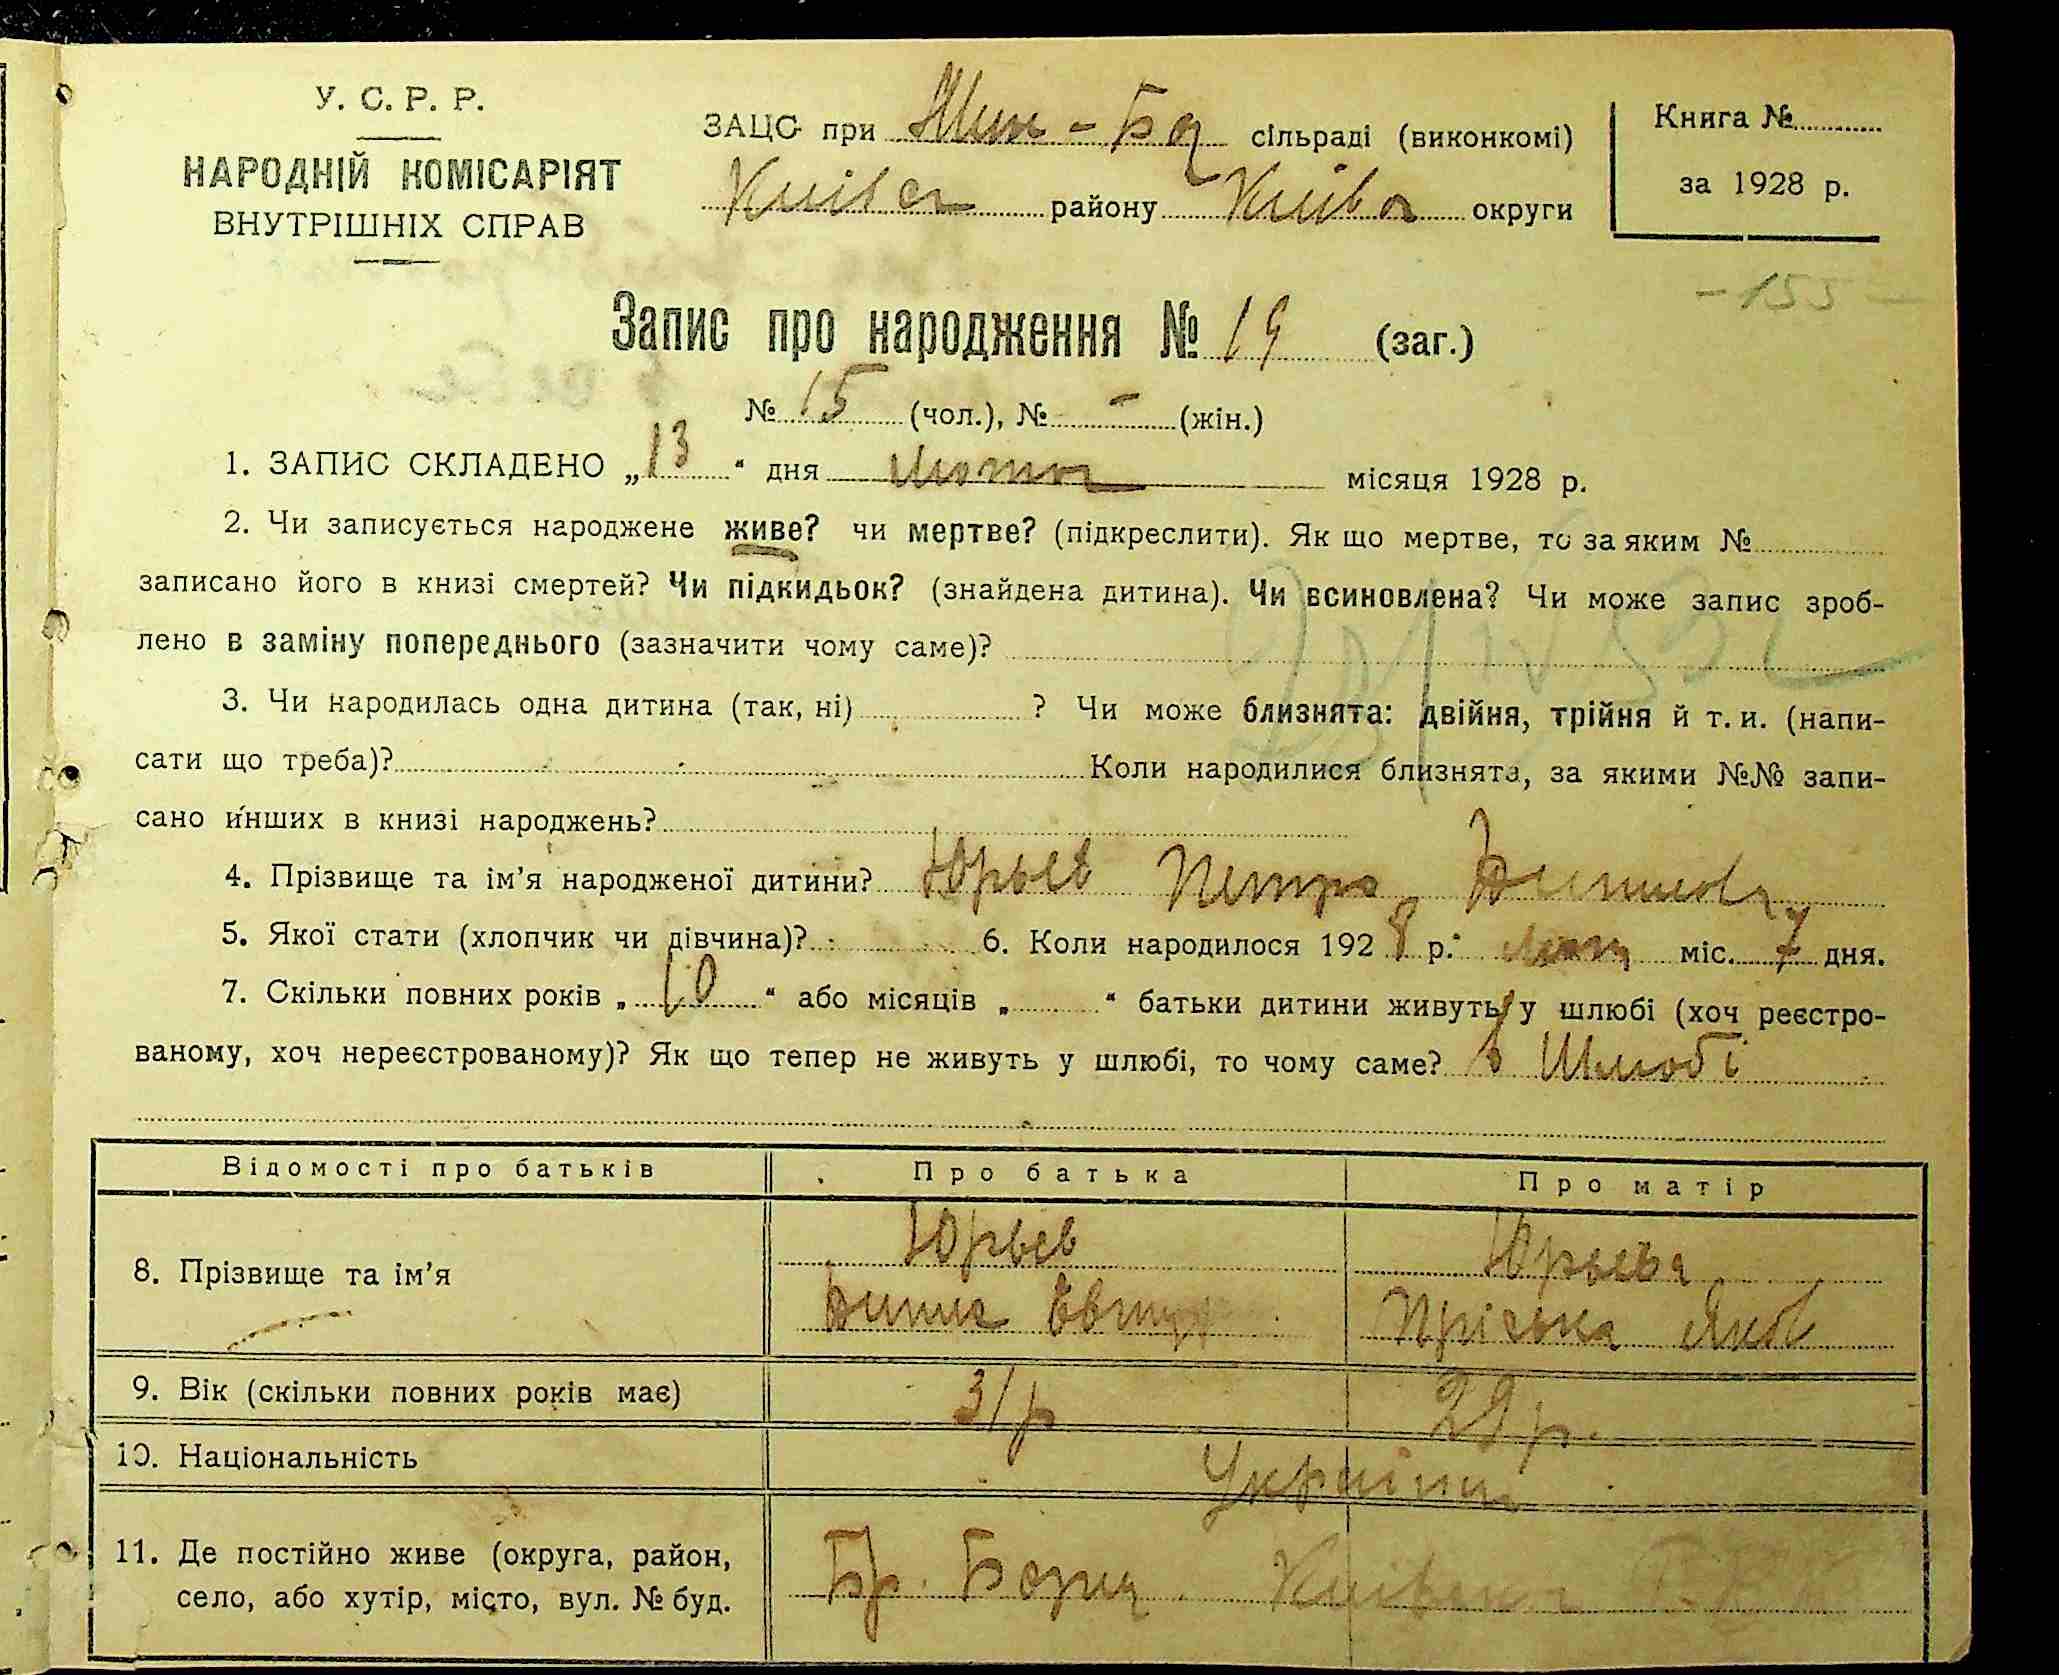 У. С. Р. Р.
НАРОДНІЙ КОМІСАРІЯТ
ВНУТРІШНІХ СПРАВ
ЗАЦС при сільраді (виконкомі)
району округи
Книга №
за 1928 р.
- 155 -
Запис про народження № 19 (заг.)
№ 15 (чол.), № - (жін.)
1. ЗАПИС СКЛАДЕНО „13“ дня місяця 1928 р.
2. Чи записується народжене живе? чи мертве? (підкреслити). Як що мертве, то за яким №
записано його в книзі смертей? Чи підкидьок? (знайдена дитина). Чи всиновлена? Чи може запис зроб-
лено в заміну попереднього (зазначити чому саме)?
3. Чи народилась одна дитина (так, ні) ? Чи може близнята: двійня, трійня й т. и. (напи-
сати що треба)? Коли народилися близнята, за якими №№ запи-
сано инших в книзі народжень?
4. Прізвище та ім’я народженої дитини? Юрьев Петро
5. Якої стати (хлопчик чи дівчина)? 6. Коли народилося 1928 р. міс. 7 дня.
7. Скільки повних років „10“ або місяців „ “ батьки дитини живуть у шлюбі (хоч реєстро-
ваному, хоч нереєстрованому)? Як що тепер не живуть у шлюбі, то чому саме? в Шлюбі
Відомості про батьків Про батька Про матір
8. Прізвище та ім’я
Юрьев Юрьева
Пріська Яков
9. Вік (скільки повних років має) 31 р 29 р.
10. Національність
11. Де постійно живе (округа, район,
село, або хутір, місто, вул. № буд.
Бр. Борщ